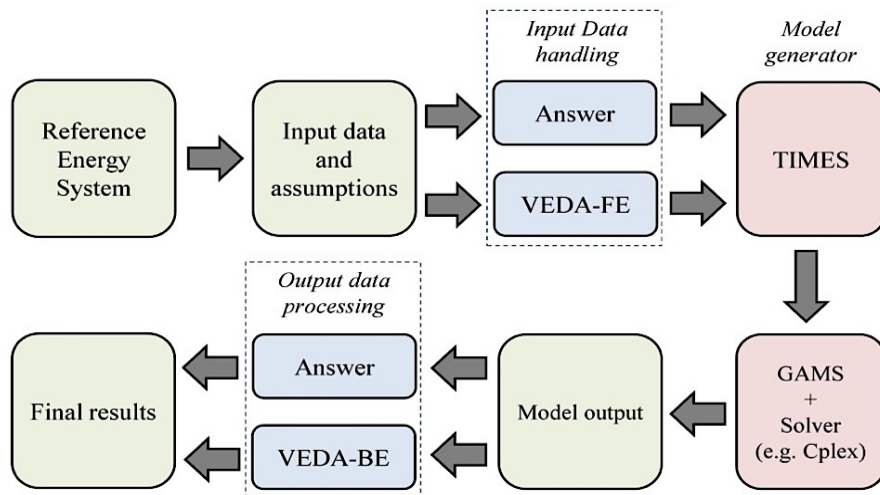 Input Data
handling
Model
generator
Reference
Energy
System
Input data
and
assumptions
Answer
VEDA-FE
TIMES
Output data
processing
Final results
Answer
VEDA-BE
Model output
GAMS
+
Solver
(e.g. Cplex)